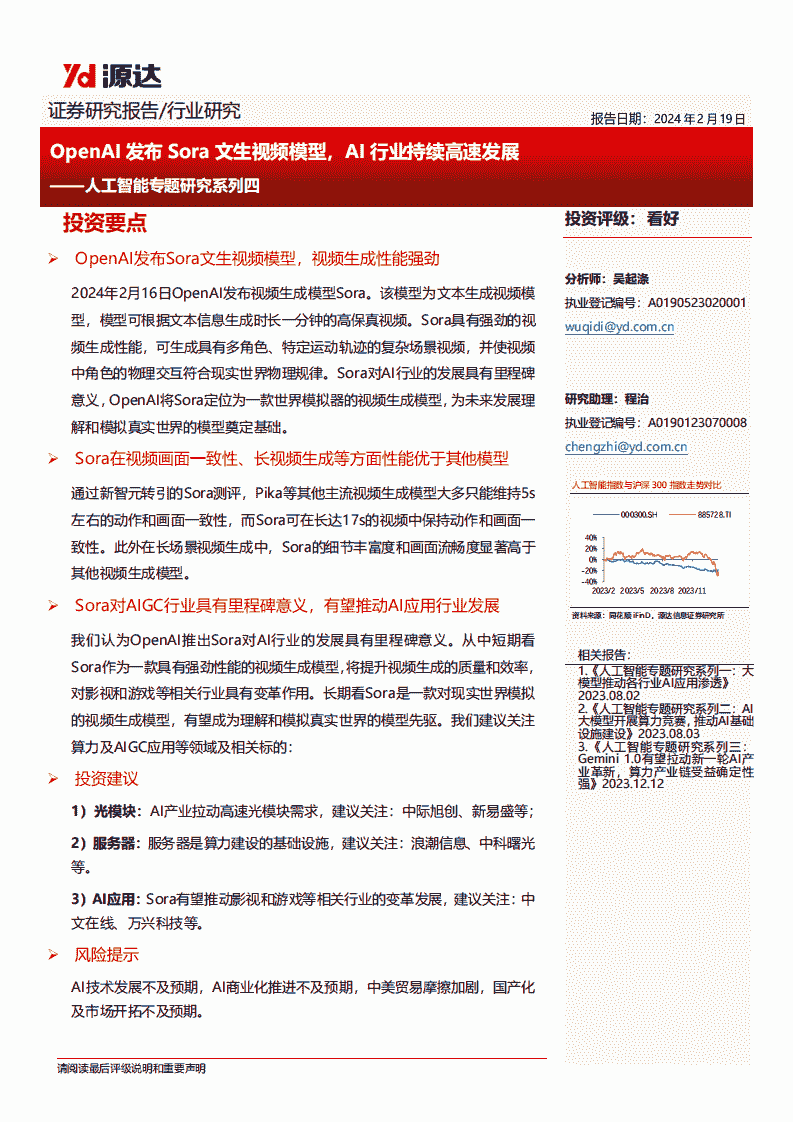 Yd 源达
证券研究报告/行业研究
报告日期：2024 年 2 月 19 日
OpenAI 发布 Sora 文生视频模型，AI 行业持续高速发展
——人工智能专题研究系列四
投资要点
➢ OpenAI发布Sora文生视频模型，视频生成性能强劲
2024年2月16日OpenAI发布视频生成模型Sora。该模型为文本生成视频模
型，模型可根据文本信息生成时长一分钟的高保真视频。Sora具有强劲的视
频生成性能，可生成具有多角色、特定运动轨迹的复杂场景视频，并使视频
中角色的物理交互符合现实世界物理规律。Sora对AI行业的发展具有里程碑
意义，OpenAI将Sora定位为一款世界模拟器的视频生成模型，为未来发展理
解和模拟真实世界的模型奠定基础。
➢ Sora在视频画面一致性、长视频生成等方面性能优于其他模型
通过新智元转引的Sora测评，Pika等其他主流视频生成模型大多只能维持5s
左右的动作和画面一致性，而Sora可在长达17s的视频中保持动作和画面一
致性。此外在长场景视频生成中，Sora的细节丰富度和画面流畅度显著高于
其他视频生成模型。
➢ Sora对AIGC行业具有里程碑意义，有望推动AI应用行业发展
我们认为OpenAI推出Sora对AI行业的发展具有里程碑意义。从中短期看
Sora作为一款具有强劲性能的视频生成模型，将提升视频生成的质量和效率，
对影视和游戏等相关行业具有变革作用。长期看Sora是一款对现实世界模拟
的视频生成模型，有望成为理解和模拟真实世界的模型先驱。我们建议关注
算力及AIGC应用等领域及相关标的：
➢ 投资建议
1）光模块：AI产业拉动高速光模块需求，建议关注：中际旭创、新易盛等；
2）服务器：服务器是算力建设的基础设施，建议关注：浪潮信息、中科曙光
等。
3）AI应用：Sora有望推动影视和游戏等相关行业的变革发展，建议关注：中
文在线、万兴科技等。
➢ 风险提示
AI技术发展不及预期，AI商业化推进不及预期，中美贸易摩擦加剧，国产化
及市场开拓不及预期。
投资评级：看好
分析师：吴起涤
执业登记编号：A0190523020001
wuqidi@yd.com.cn
研究助理：程治
执业登记编号：A0190123070008
chengzhi@yd.com.cn
人工智能指数与沪深 300 指数走势对比
000300.SH 885728.TI
40%
20%
0%
-20%
-40%
2023/2 2023/5 2023/8 2023/11
资料来源：同花顺 iFinD，源达信息证券研究所
相关报告：
1.《人工智能专题研究系列一：大
模型推动各行业AI应用渗透》
2023.08.02
2.《人工智能专题研究系列二：AI
大模型开展算力竞赛，推动AI基础
设施建设》2023.08.03
3.《人工智能专题研究系列三：
Gemini 1.0有望拉动新一轮AI产
业革新，算力产业链受益确定性
强》2023.12.12
请阅读最后评级说明和重要声明